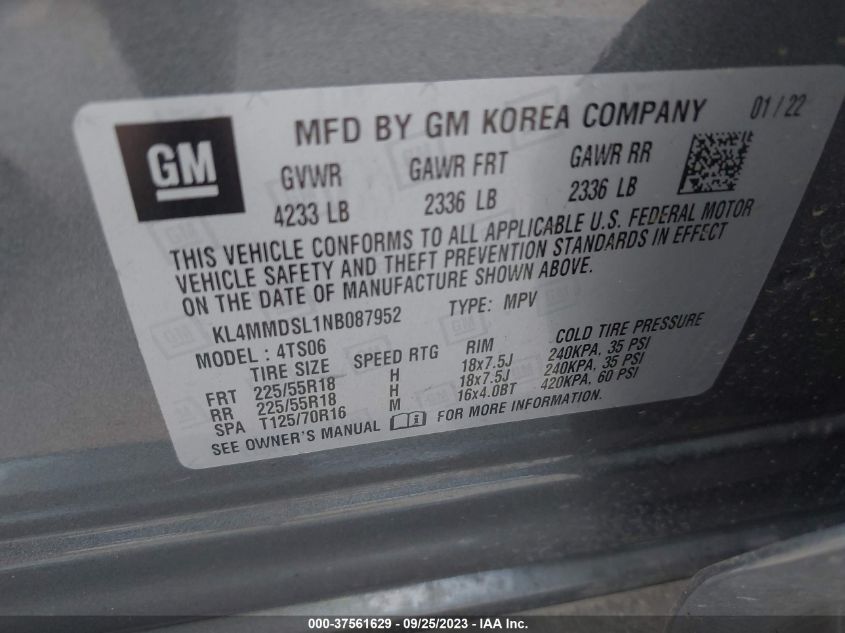 MFD BY GM KOREA COMPANY 01/22
GM
GVWR GAWR FRT GAWR RR
4233 LB 2336 LB 2336 LB
THIS VEHICLE CONFORMS TO ALL APPLICABLE U.S. FEDERAL MOTOR
VEHICLE SAFETY AND THEFT PREVENTION STANDARDS IN EFFECT
ON THE DATE OF MANUFACTURE SHOWN ABOVE.
KL4MMDSL1NB087952 TYPE: MPV
MODEL: 4TS06
TIRE SIZE SPEED RTG RIM COLD TIRE PRESSURE
FRT 225/55R18 H 18x7.5J 240KPA, 35 PSI
RR 225/55R18 H 18x7.5J 240KPA, 35 PSI
SPA T125/70R16 M 16x4.0BT 420KPA, 60 PSI
SEE OWNER'S MANUAL FOR MORE INFORMATION.
000-37561629 - 09/25/2023 - IAA Inc.